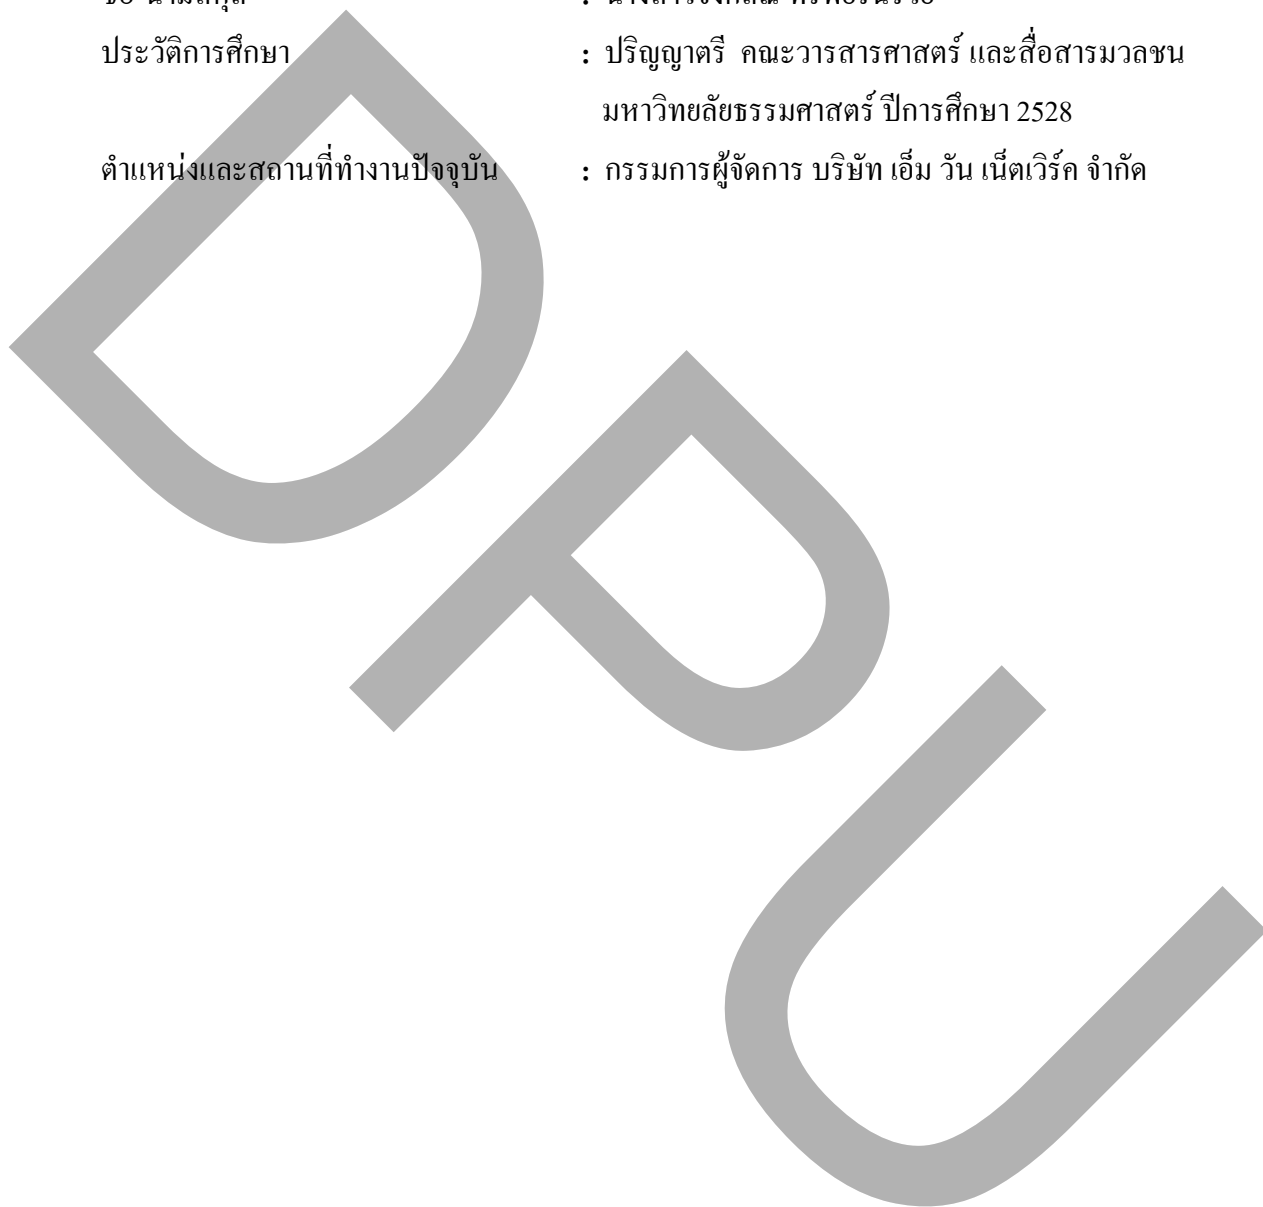 ประวัติการศึกษา : ปริญญาตรี คณะวารสารศาสตร์ และสื่อสารมวลชน
มหาวิทยลัยธรรมศาสตร์ ปีการศึกษา 2528
ตำแหน่งและสถานที่ทำงานปัจจุบัน : กรรมการผู้จัดการ บริษัท เอ็ม วัน เน็ตเวิร์ค จำกัด
DPU